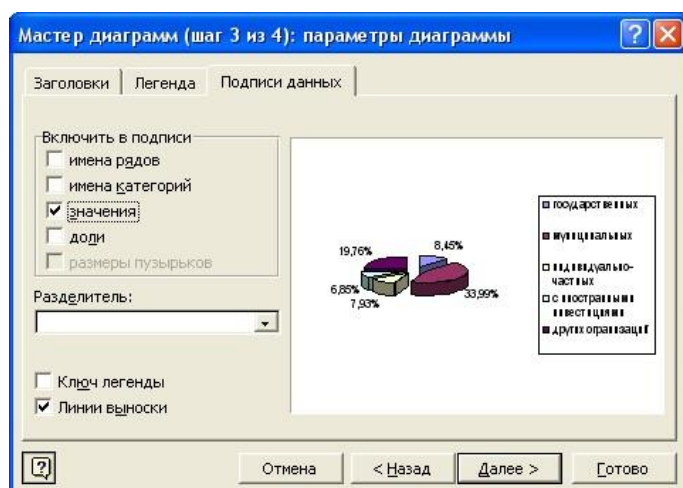 Мастер диаграмм (шаг 3 из 4): параметры диаграммы
Заголовки Легенда Подписи данных
Включить в подписи
имена рядов
имена категорий
значения
доли
размеры пузырьков
Разделитель:
Ключ легенды
Линии выноски
19,76%
8,45%
6,85%
7,93%
33,99%
государственных
муниципальных
индивидуально-
частных
с иностранными
инвестициями
других организаций
Отмена
< Назад
Далее >
Готово